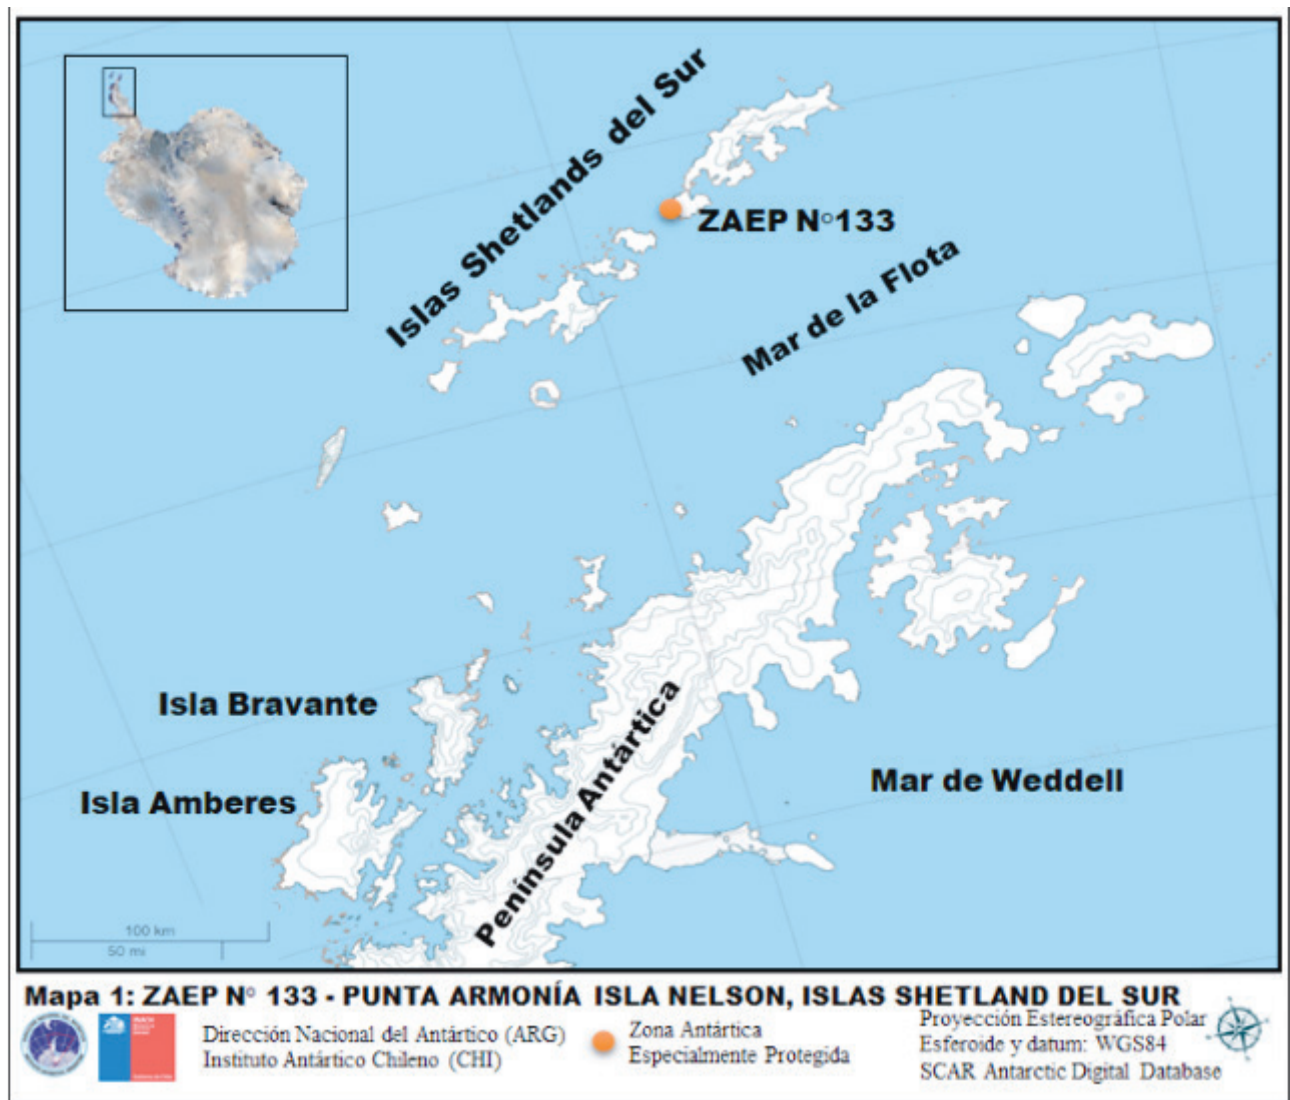 Islas Shetlands del Sur
ZAEP N°133
Mar de la Flota
Isla Bravante
Isla Amberes
Península Antártica
Mar de Weddell
100 km
50 mi
Mapa 1: ZAEP N° 133 - PUNTA ARMONÍA ISLA NELSON, ISLAS SHETLAND DEL SUR
Dirección Nacional del Antártico (ARG)
Instituto Antártico Chileno (CHI)
Zona Antártica
Especialmente Protegida
Proyección Estereográfica Polar
Esferoide y datum: WGS84
SCAR Antarctic Digital Database